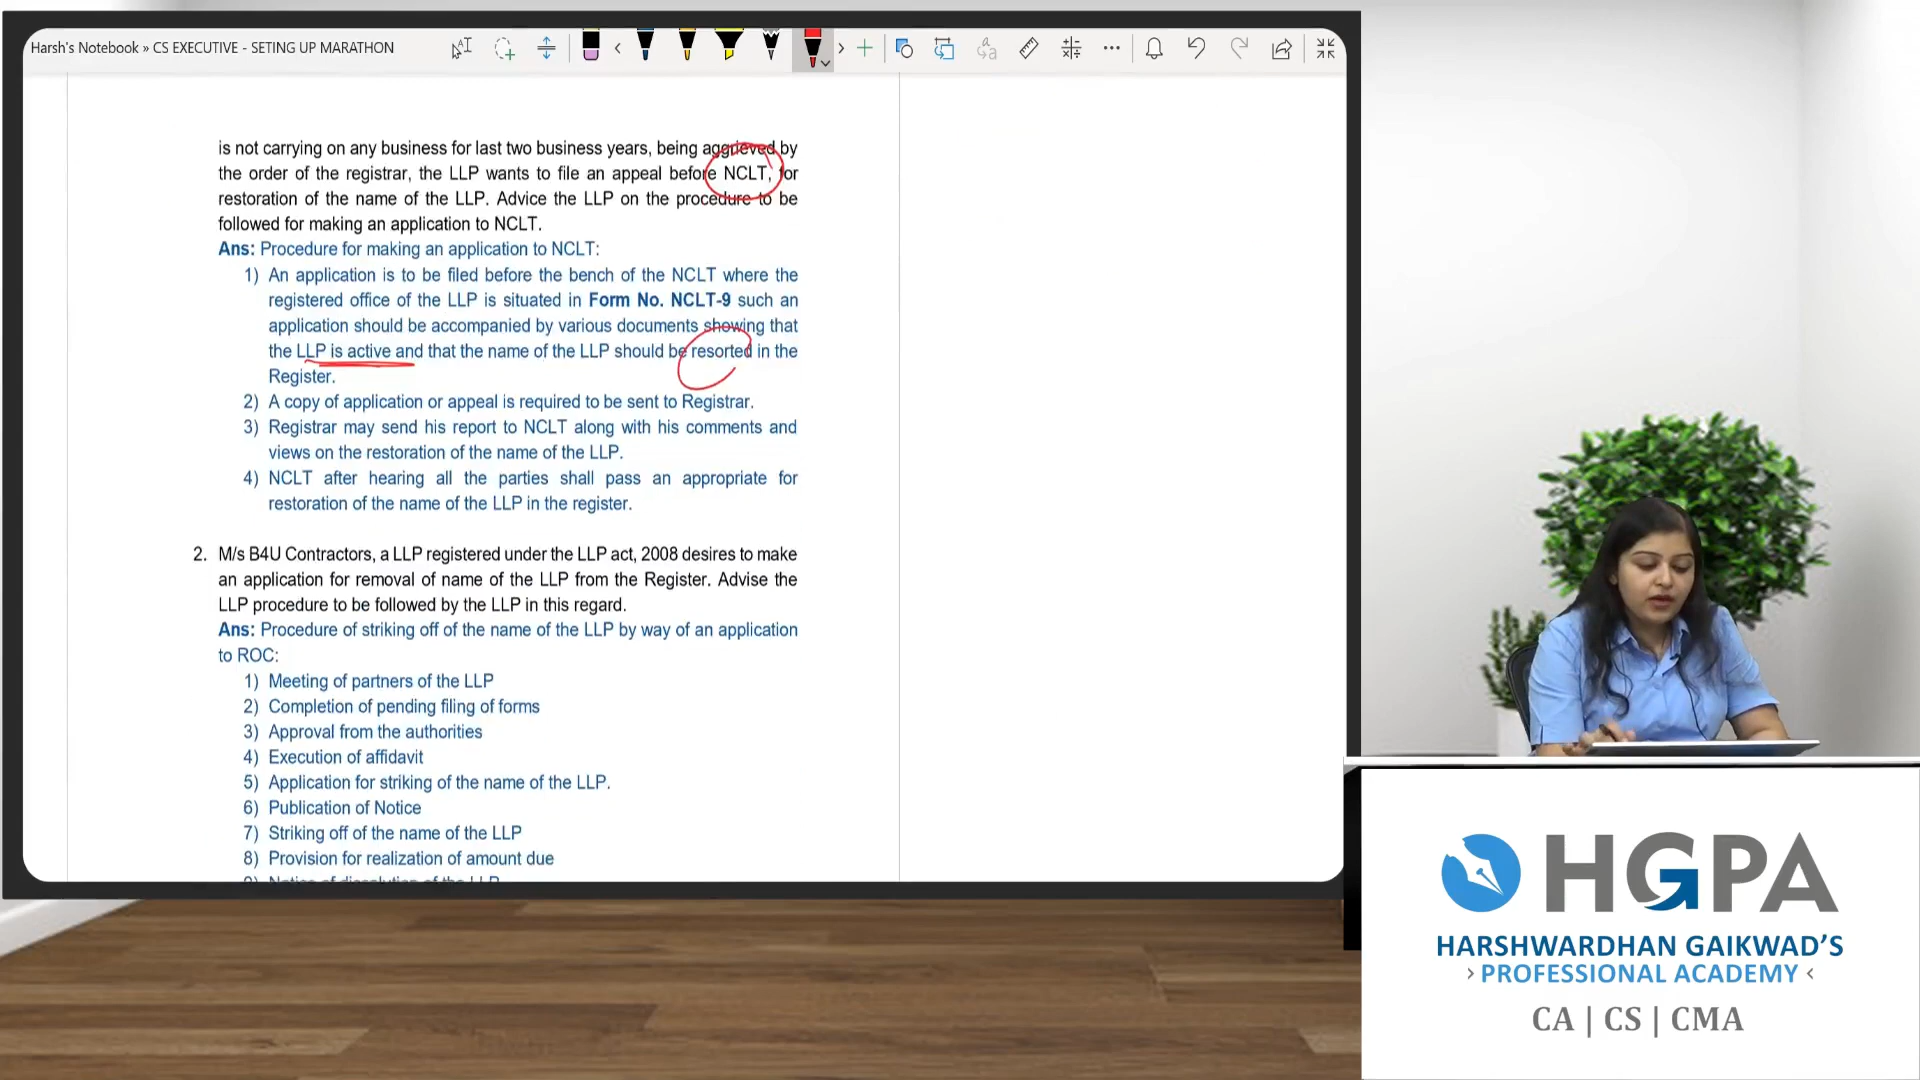 Harsh's Notebook » CS EXECUTIVE - SETING UP MARATHON
is not carrying on any business for last two business years, being aggrieved by
the order of the registrar, the LLP wants to file an appeal before NCLT, for
restoration of the name of the LLP. Advice the LLP on the procedure to be
followed for making an application to NCLT.
Ans: Procedure for making an application to NCLT:
1) An application is to be filed before the bench of the NCLT where the
registered office of the LLP is situated in Form No. NCLT-9 such an
application should be accompanied by various documents showing that
the LLP is active and that the name of the LLP should be resorted in the
Register.
2) A copy of application or appeal is required to be sent to Registrar.
3) Registrar may send his report to NCLT along with his comments and
views on the restoration of the name of the LLP.
4) NCLT after hearing all the parties shall pass an appropriate for
restoration of the name of the LLP in the register.
2. M/s B4U Contractors, a LLP registered under the LLP act, 2008 desires to make
an application for removal of name of the LLP from the Register. Advise the
LLP procedure to be followed by the LLP in this regard.
Ans: Procedure of striking off of the name of the LLP by way of an application
to ROC:
1) Meeting of partners of the LLP
2) Completion of pending filing of forms
3) Approval from the authorities
4) Execution of affidavit
5) Application for striking of the name of the LLP.
6) Publication of Notice
7) Striking off of the name of the LLP
8) Provision for realization of amount due
9) Notice of dissolution of the LLP
HGPA
HARSHWARDHAN GAIKWAD'S
› PROFESSIONAL ACADEMY ‹
CA | CS | CMA